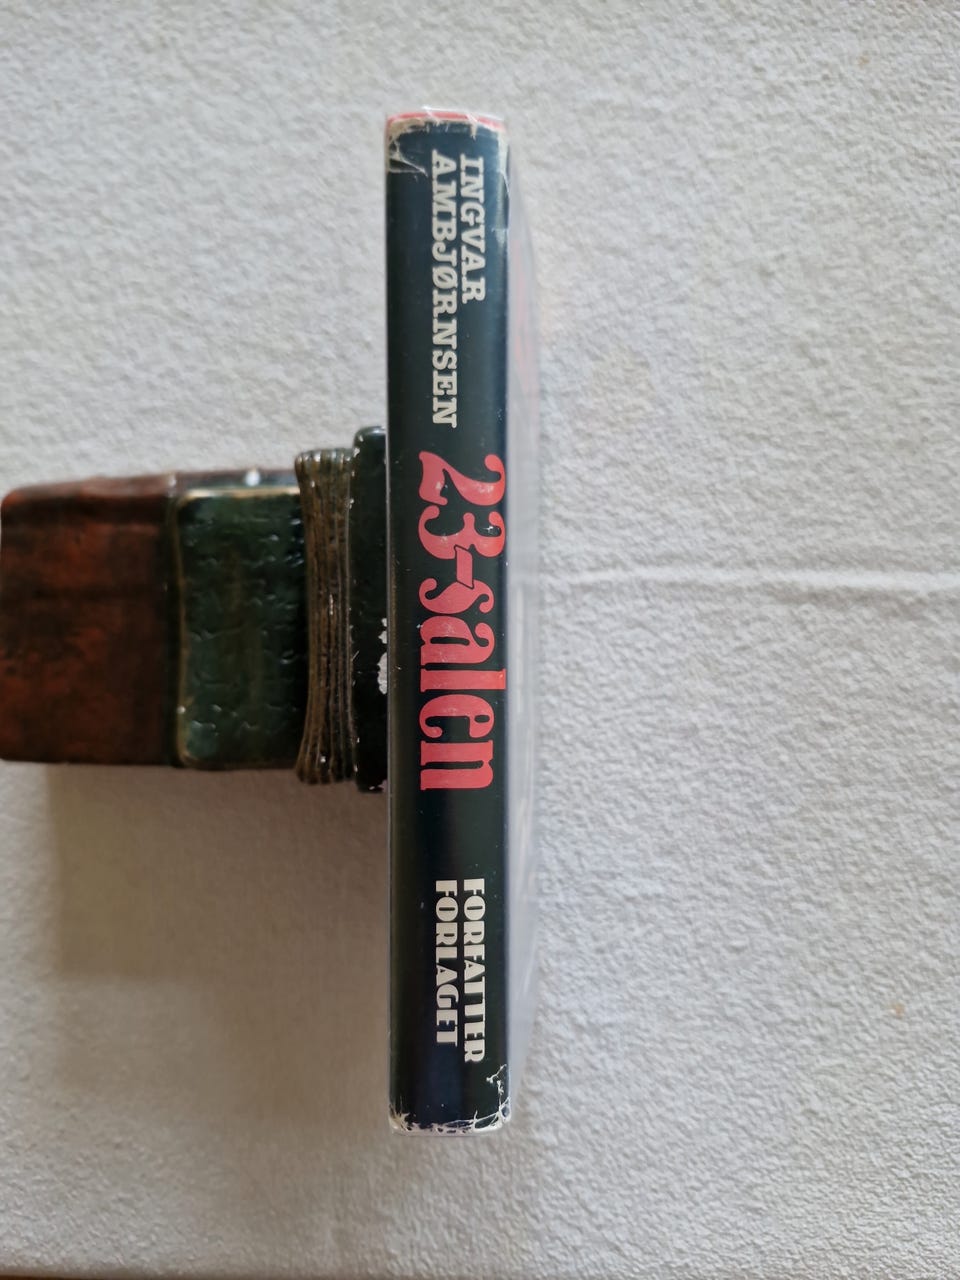 INGVAR
AMBJØRNSEN
23-salen
FORFATTER
FORLAGET